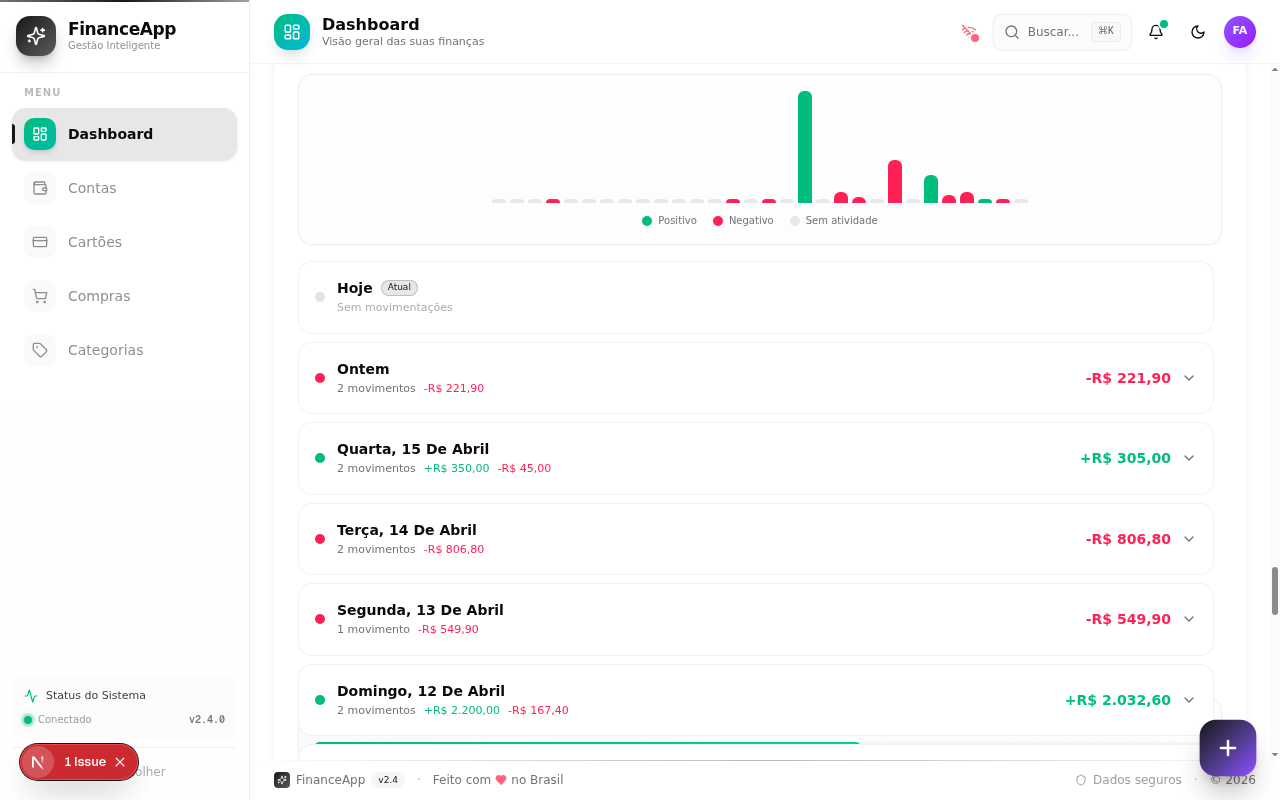 FinanceApp
Gestão Inteligente
MENU
Dashboard
Contas
Cartões
Compras
Categorias
Status do Sistema
Conectado v2.4.0
1 Issue
olher
Dashboard
Visão geral das suas finanças
Buscar... ⌘K
FA
Positivo Negativo Sem atividade
Hoje Atual
Sem movimentações
Ontem
2 movimentos -R$ 221,90
-R$ 221,90
Quarta, 15 De Abril
2 movimentos +R$ 350,00 -R$ 45,00
+R$ 305,00
Terça, 14 De Abril
2 movimentos -R$ 806,80
-R$ 806,80
Segunda, 13 De Abril
1 movimento -R$ 549,90
-R$ 549,90
Domingo, 12 De Abril
2 movimentos +R$ 2.200,00 -R$ 167,40
+R$ 2.032,60
FinanceApp v2.4 · Feito com no Brasil
Dados seguros · © 2026